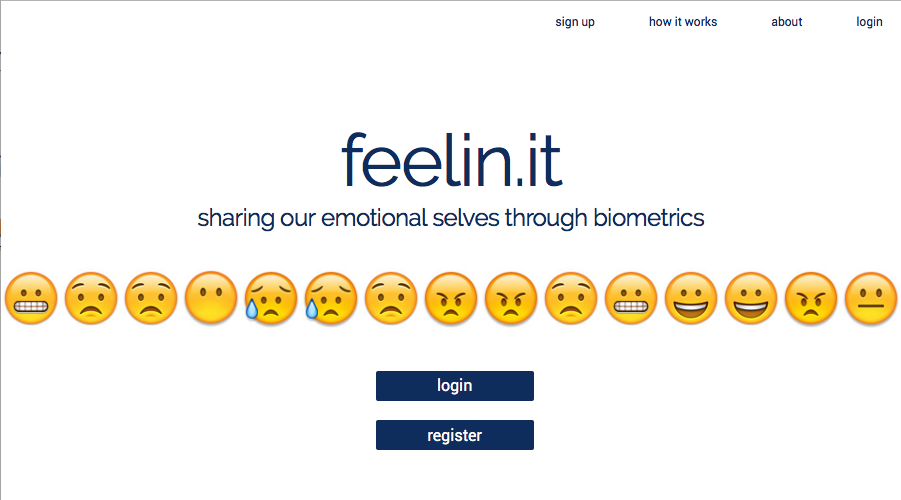 sign up how it works about login
feelin.it
sharing our emotional selves through biometrics
login
register